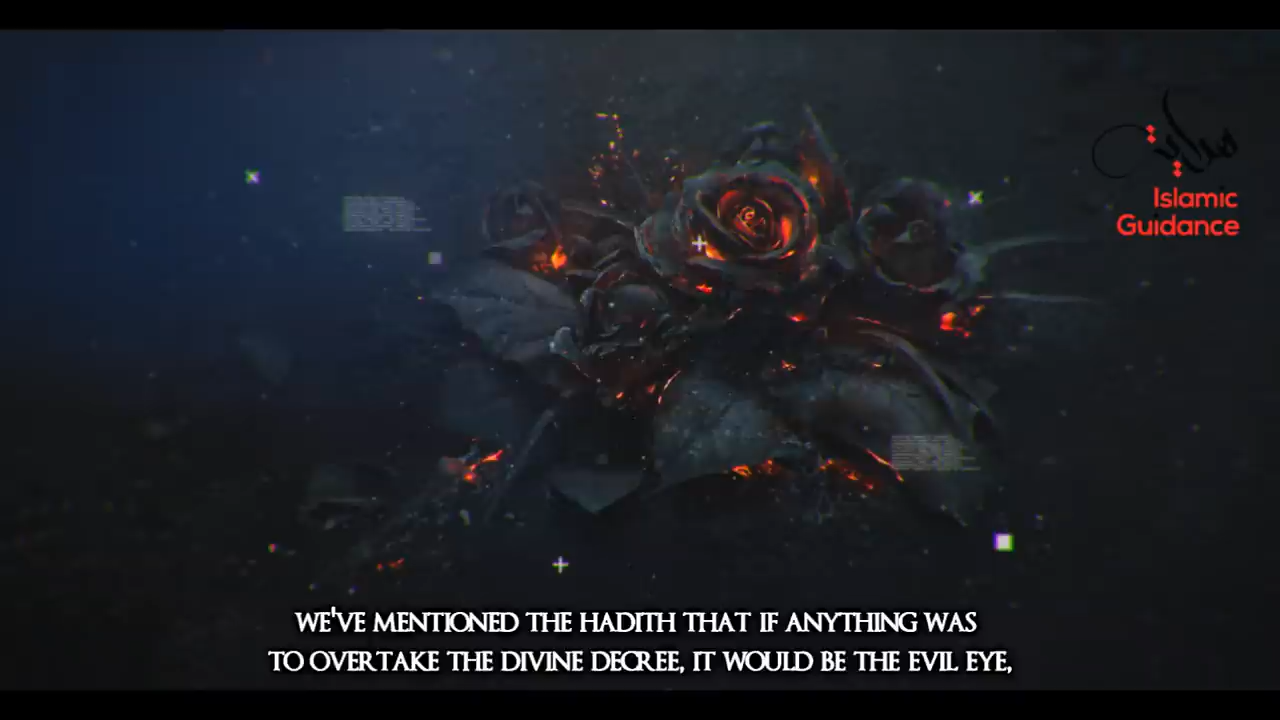 هداية
Islamic
Guidance
WE'VE MENTIONED THE HADITH THAT IF ANYTHING WAS
TO OVERTAKE THE DIVINE DECREE, IT WOULD BE THE EVIL EYE,